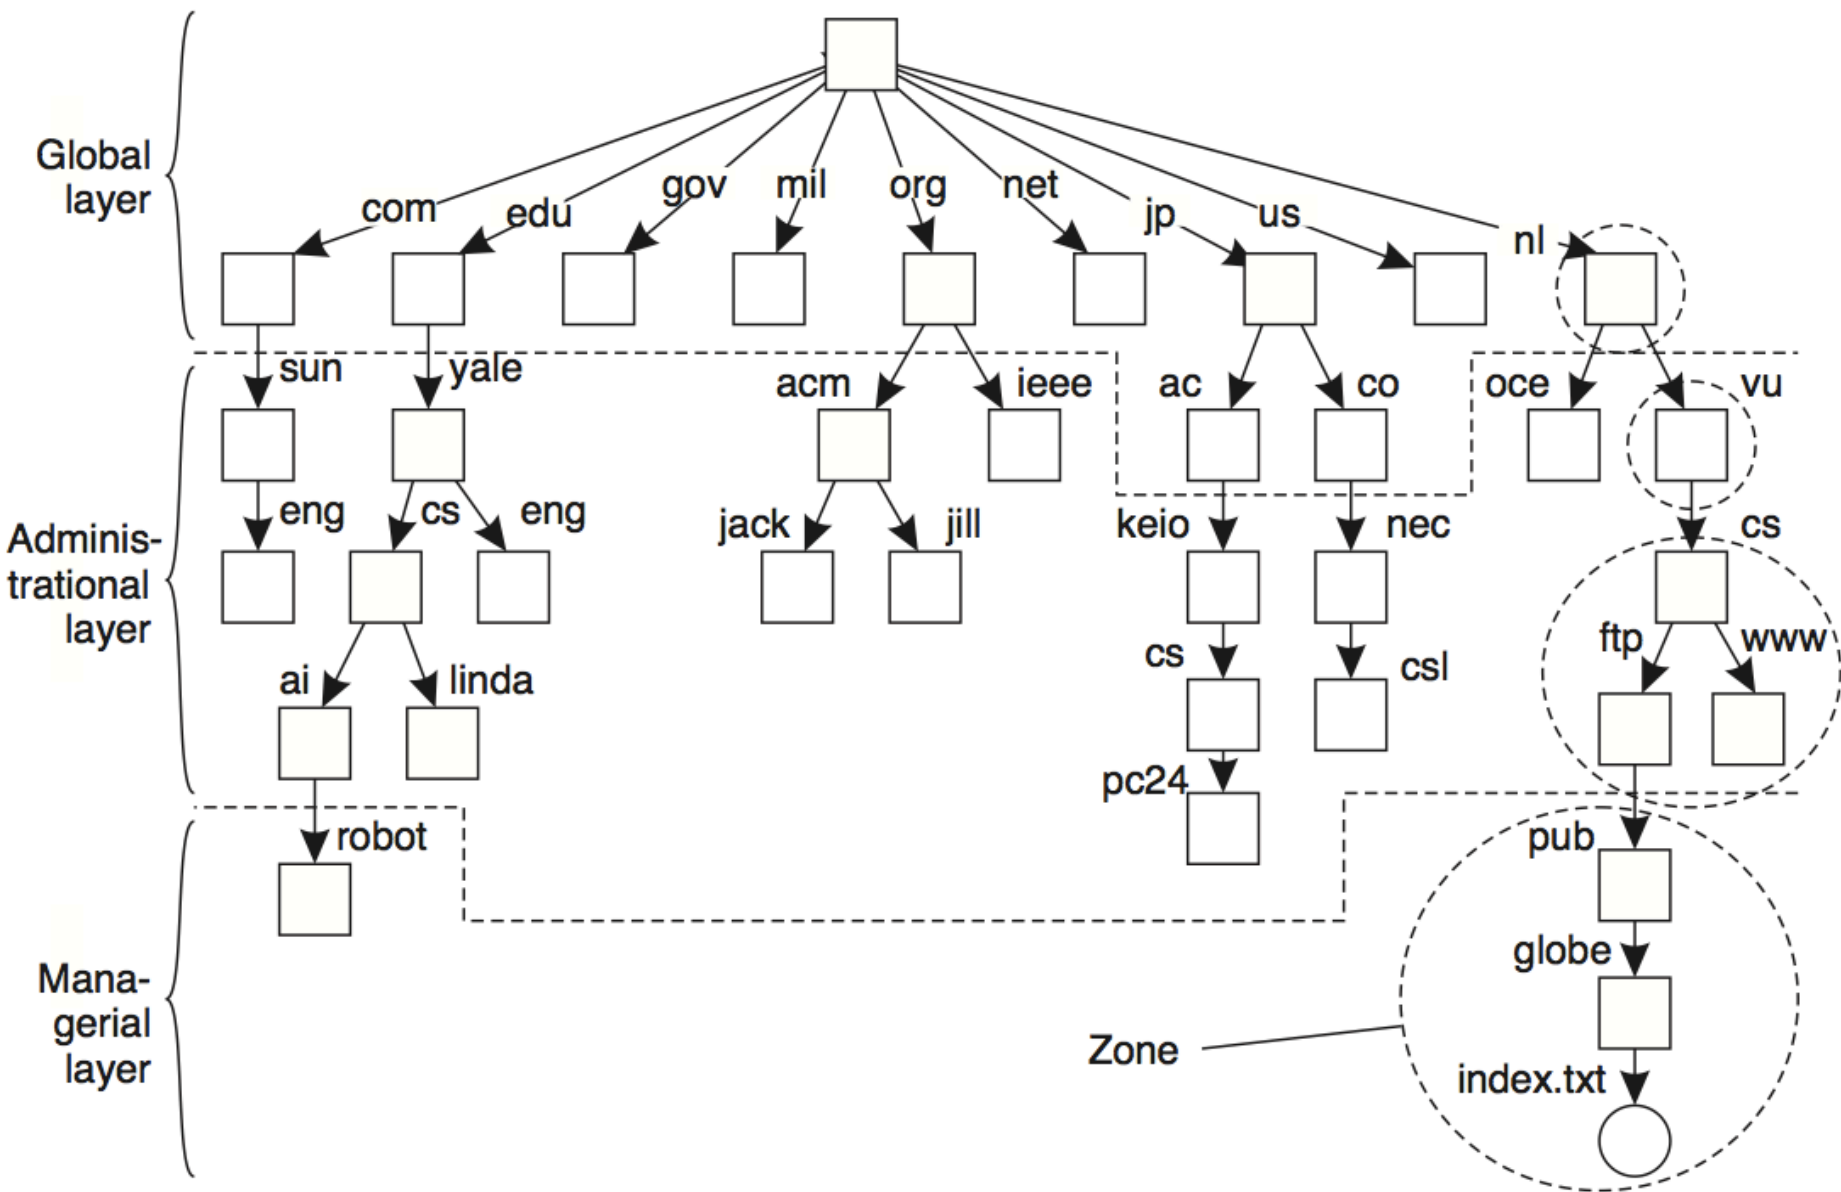 Global
layer
com
edu
gov
mil
org
net
jp
us
nl
sun
yale
acm
ieee
ac
co
oce
vu
Adminis-
trational
layer
eng
cs
eng
jack
jill
keio
nec
cs
ai
linda
cs
csl
ftp
www
pc24
robot
pub
Mana-
gerial
layer
globe
Zone
index.txt